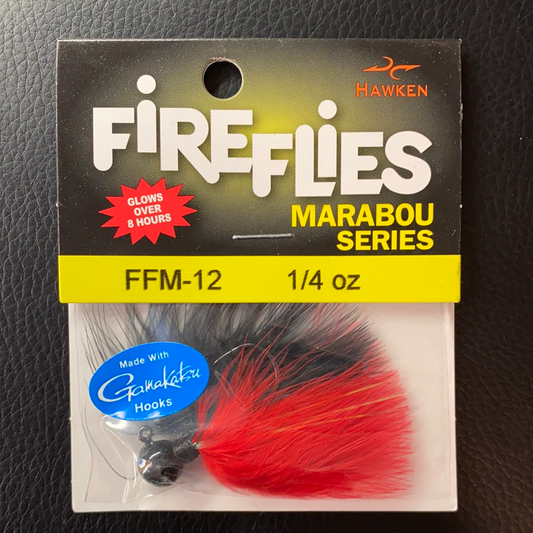 HAWKEN
FIREFLIES
GLOWS
OVER
8 HOURS
MARABOU
SERIES
FFM-12 1/4 oz
Made With
Gamakatsu
Hooks